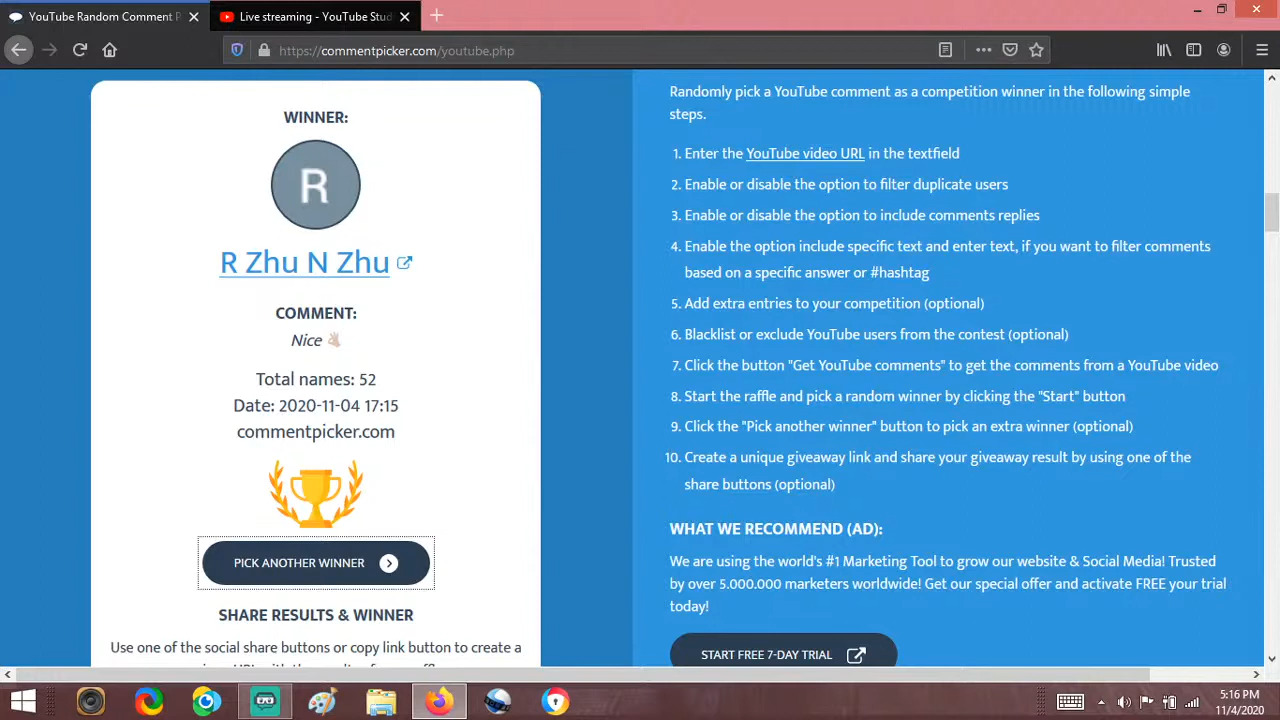 YouTube Random Comment P
Live streaming - YouTube Stud
https://commentpicker.com/youtube.php
WINNER:
R
R Zhu N Zhu
COMMENT:
Nice 👌🏻
Total names: 52
Date: 2020-11-04 17:15
commentpicker.com
PICK ANOTHER WINNER
SHARE RESULTS & WINNER
Use one of the social share buttons or copy link button to create a
Randomly pick a YouTube comment as a competition winner in the following simple
steps.
1. Enter the YouTube video URL in the textfield
2. Enable or disable the option to filter duplicate users
3. Enable or disable the option to include comments replies
4. Enable the option include specific text and enter text, if you want to filter comments
based on a specific answer or #hashtag
5. Add extra entries to your competition (optional)
6. Blacklist or exclude YouTube users from the contest (optional)
7. Click the button "Get YouTube comments" to get the comments from a YouTube video
8. Start the raffle and pick a random winner by clicking the "Start" button
9. Click the "Pick another winner" button to pick an extra winner (optional)
10. Create a unique giveaway link and share your giveaway result by using one of the
share buttons (optional)
WHAT WE RECOMMEND (AD):
We are using the world's #1 Marketing Tool to grow our website & Social Media! Trusted
by over 5.000.000 marketers worldwide! Get our special offer and activate FREE your trial
today!
START FREE 7-DAY TRIAL
5:16 PM
11/4/2020